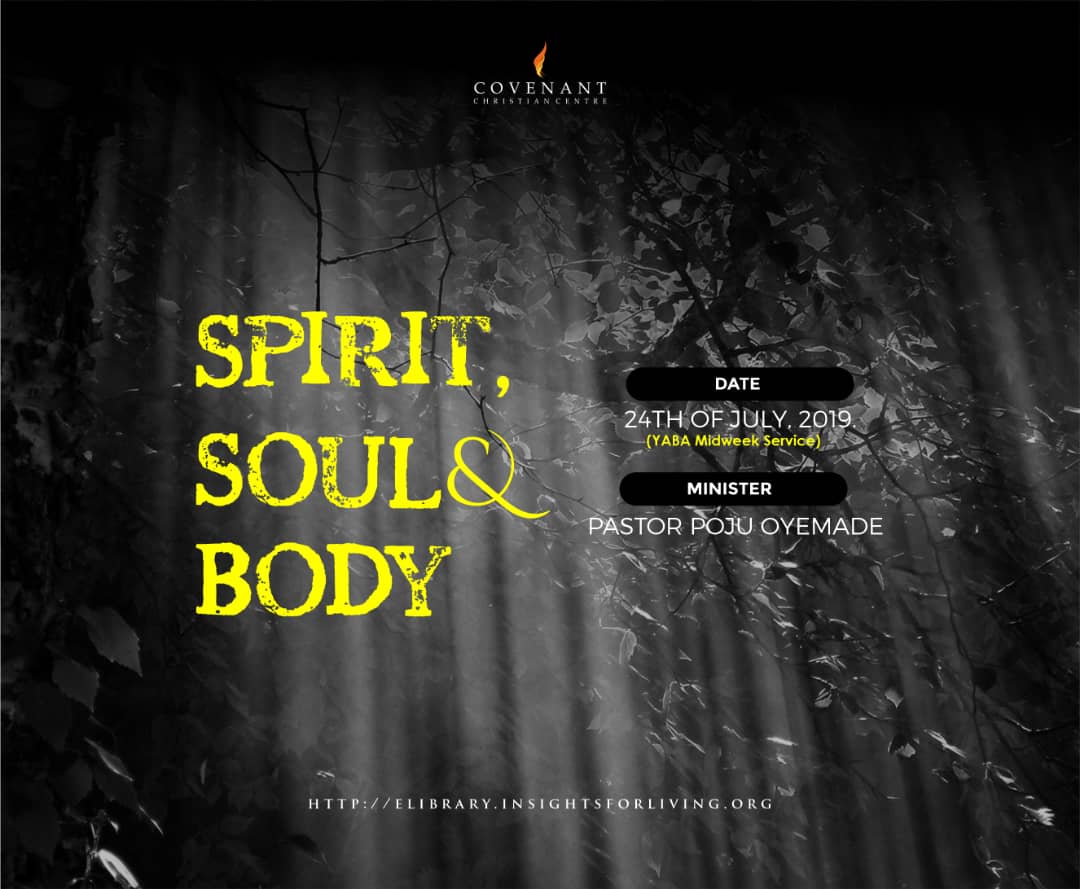 COVENANT
CHRISTIAN CENTRE
SPIRIT,
SOUL &
BODY
DATE
24TH OF JULY, 2019.
(YABA Midweek Service)
MINISTER
PASTOR POJU OYEMADE
HTTP://ELIBRARY.INSIGHTSFORLIVING.ORG